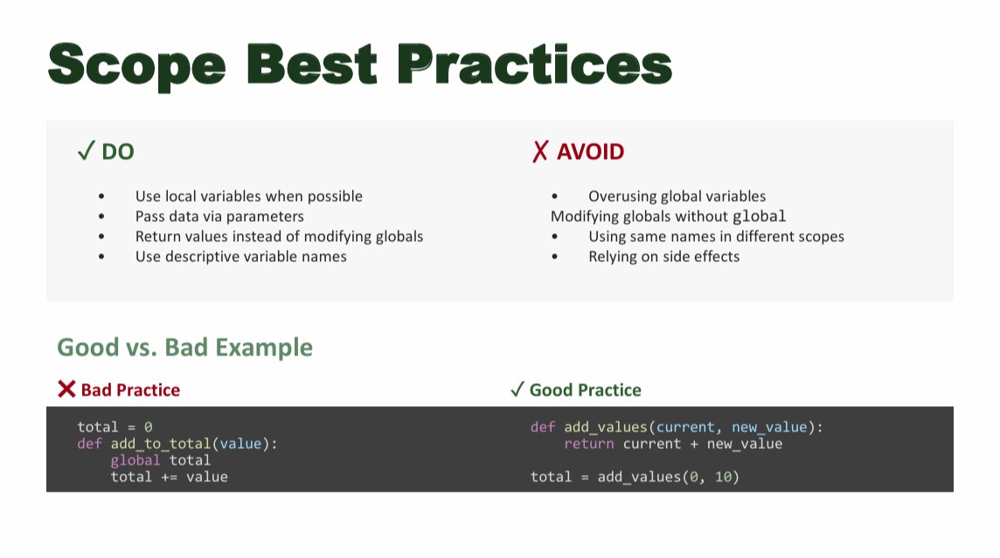 Scope Best Practices
✓ DO
• Use local variables when possible
• Pass data via parameters
• Return values instead of modifying globals
• Use descriptive variable names
✗ AVOID
• Overusing global variables
Modifying globals without global
• Using same names in different scopes
• Relying on side effects
Good vs. Bad Example
❌ Bad Practice
total = 0
def add_to_total(value):
    global total
    total += value
✓ Good Practice
def add_values(current, new_value):
    return current + new_value

total = add_values(0, 10)